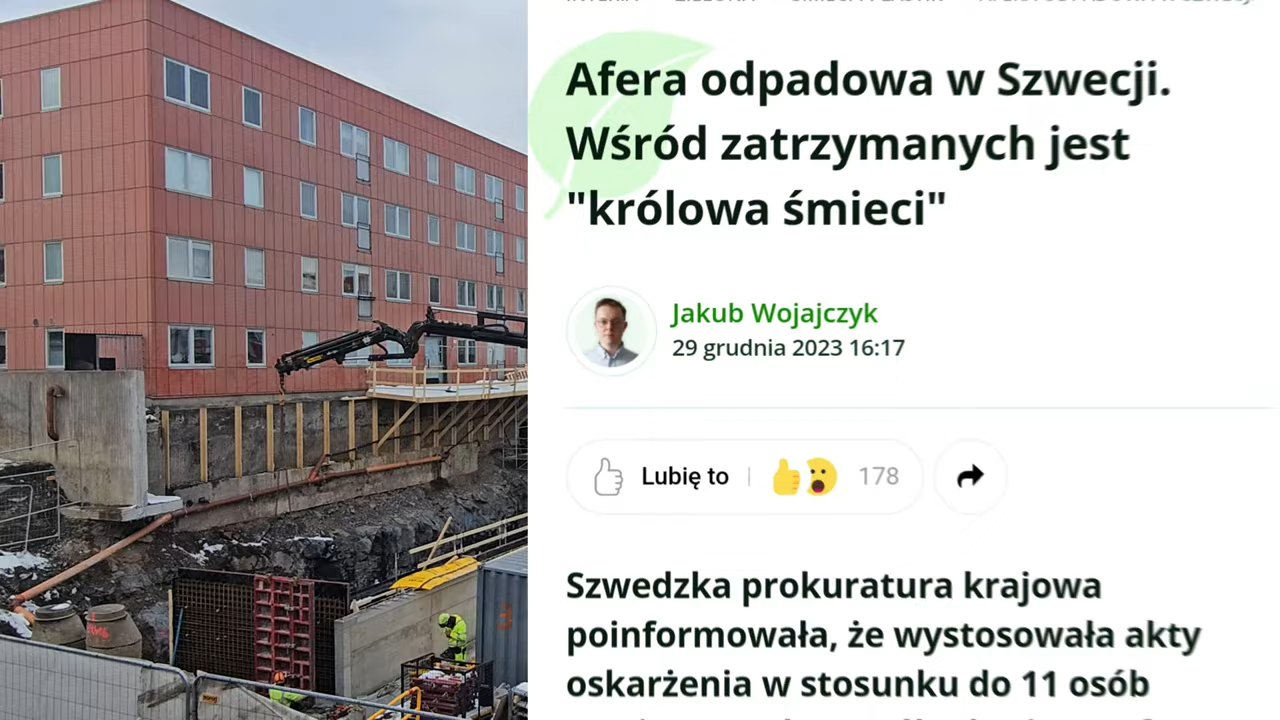 Afera odpadowa w Szwecji.
Wśród zatrzymanych jest
"królowa śmieci"
Jakub Wojajczyk
29 grudnia 2023 16:17
Lubię to
178
Szwedzka prokuratura krajowa
poinformowała, że wystosowała akty
oskarżenia w stosunku do 11 osób